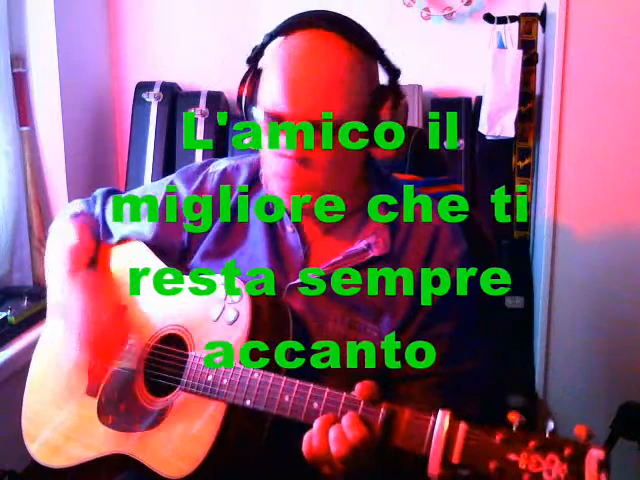 L'amico il
migliore che ti
resta sempre
accanto